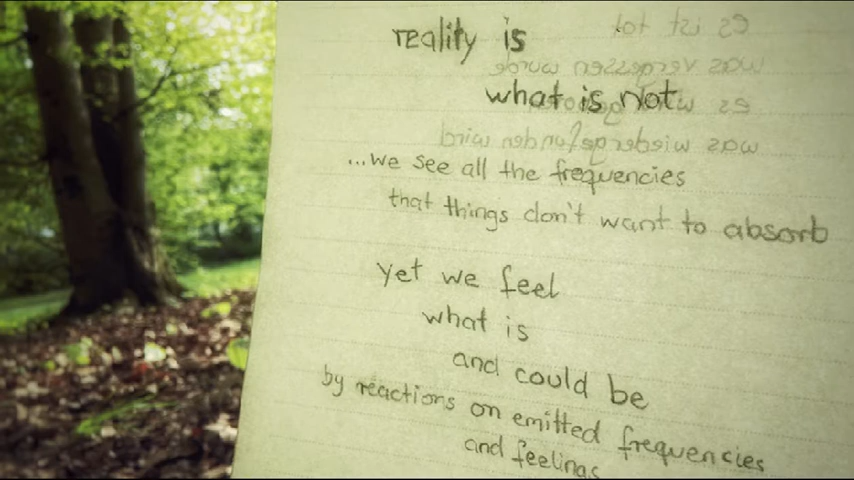 reality is
es ist tot
was vergessen wurde
what is not
es
was wiedergefunden wird
...we see all the frequencies
that things don't want to absorb
yet we feel
what is
and could be
by reactions on emitted frequencies
and feelings